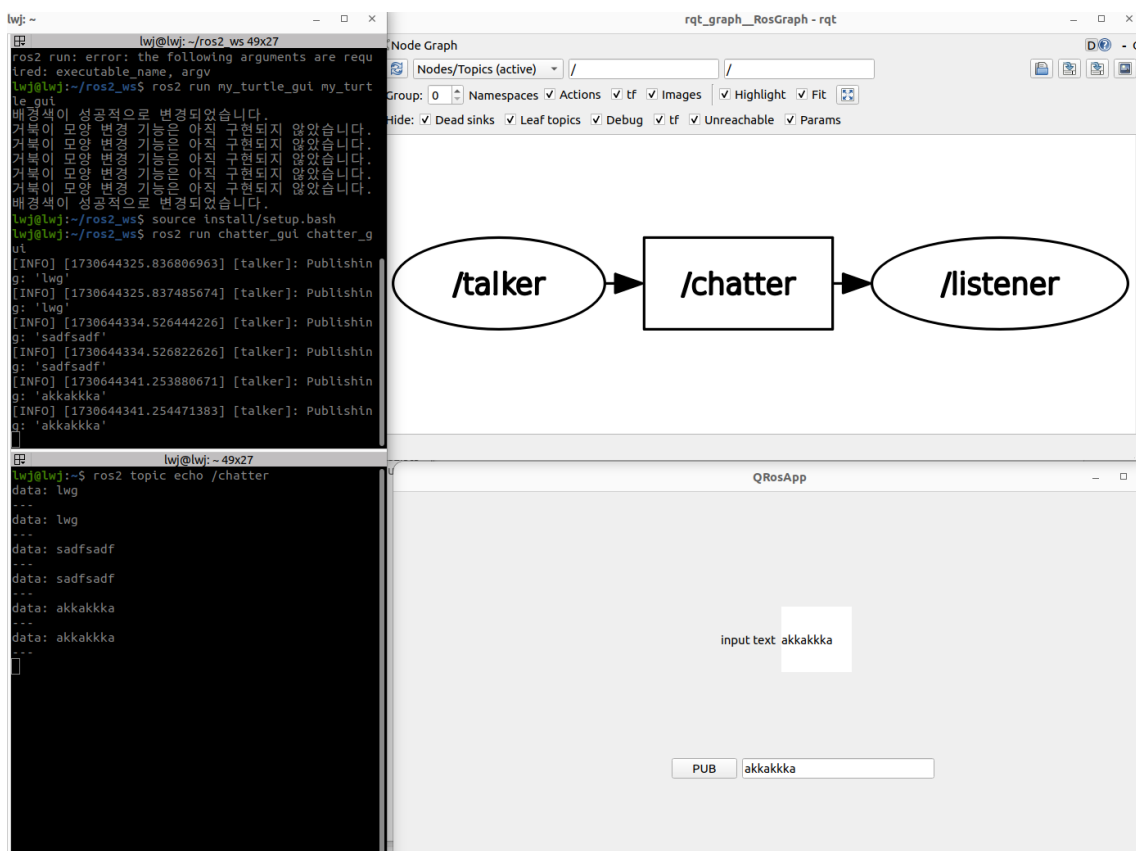 lwj: ~
lwj@lwj: ~/ros2_ws 49x27
ros2 run: error: the following arguments are requ
ired: executable_name, argv
lwj@lwj:~/ros2_ws$ ros2 run my_turtle_gui my_turt
le_gui
배경색이 성공적으로 변경되었습니다.
거북이 모양 변경 기능은 아직 구현되지 않았습니다.
거북이 모양 변경 기능은 아직 구현되지 않았습니다.
거북이 모양 변경 기능은 아직 구현되지 않았습니다.
거북이 모양 변경 기능은 아직 구현되지 않았습니다.
거북이 모양 변경 기능은 아직 구현되지 않았습니다.
배경색이 성공적으로 변경되었습니다.
lwj@lwj:~/ros2_ws$ source install/setup.bash
lwj@lwj:~/ros2_ws$ ros2 run chatter_gui chatter_g
ui
[INFO] [1730644325.836806963] [talker]: Publishin
g: 'lwg'
[INFO] [1730644325.837485674] [talker]: Publishin
g: 'lwg'
[INFO] [1730644334.526444226] [talker]: Publishin
g: 'sadfsadf'
[INFO] [1730644334.526822626] [talker]: Publishin
g: 'sadfsadf'
[INFO] [1730644341.253880671] [talker]: Publishin
g: 'akkakkka'
[INFO] [1730644341.254471383] [talker]: Publishin
g: 'akkakkka'
lwj@lwj: ~ 49x27
lwj@lwj:~$ ros2 topic echo /chatter
data: lwg
---
data: lwg
---
data: sadfsadf
---
data: sadfsadf
---
data: akkakkka
---
data: akkakkka
---
rqt_graph__RosGraph - rqt
Node Graph
D
Nodes/Topics (active) / /
Group: 0 Namespaces Actions tf Images Highlight Fit
Hide: Dead sinks Leaf topics Debug tf Unreachable Params
/talker /chatter /listener
QRosApp
input text akkakkka
PUB akkakkka